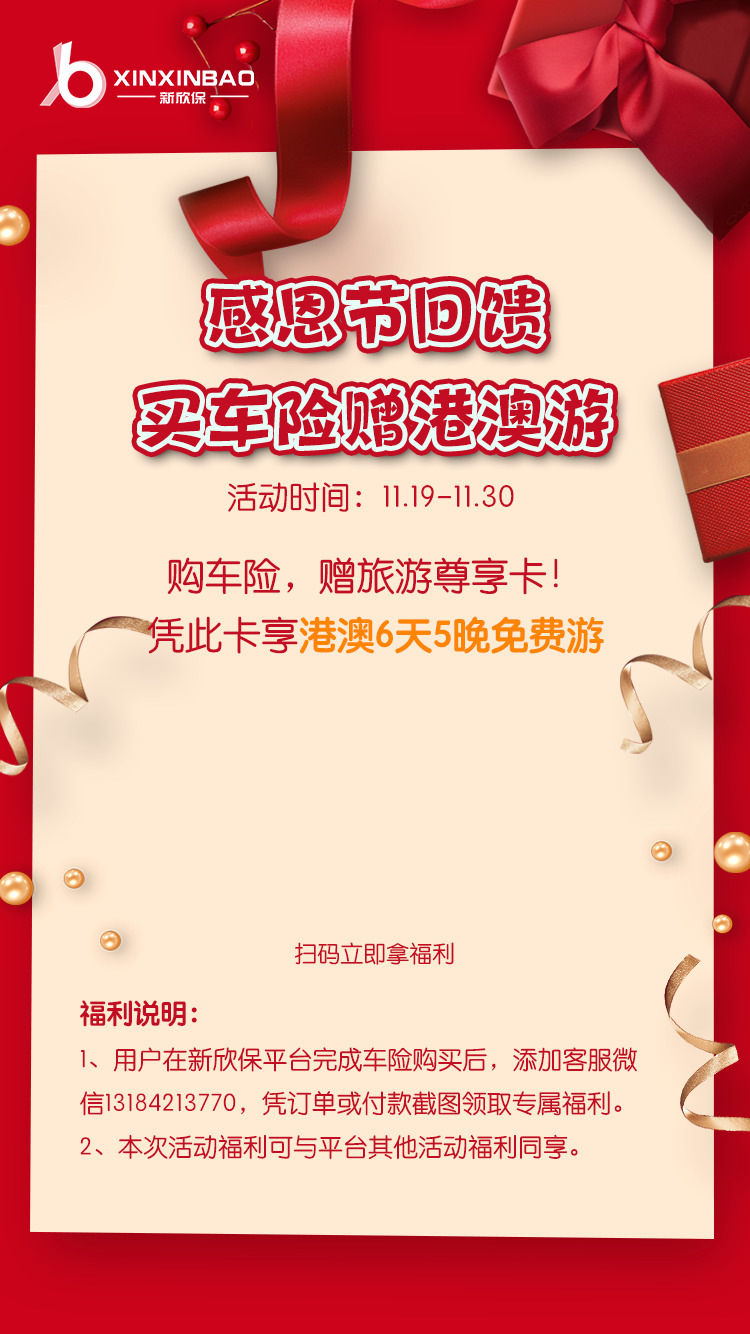 XINXINBAO
新欣保
感恩节回馈
买车险赠港澳游
活动时间：11.19-11.30
购车险，赠旅游尊享卡！
凭此卡享港澳6天5晚免费游
扫码立即拿福利
福利说明：
1、用户在新欣保平台完成车险购买后，添加客服微
信13184213770，凭订单或付款截图领取专属福利。
2、本次活动福利可与平台其他活动福利同享。